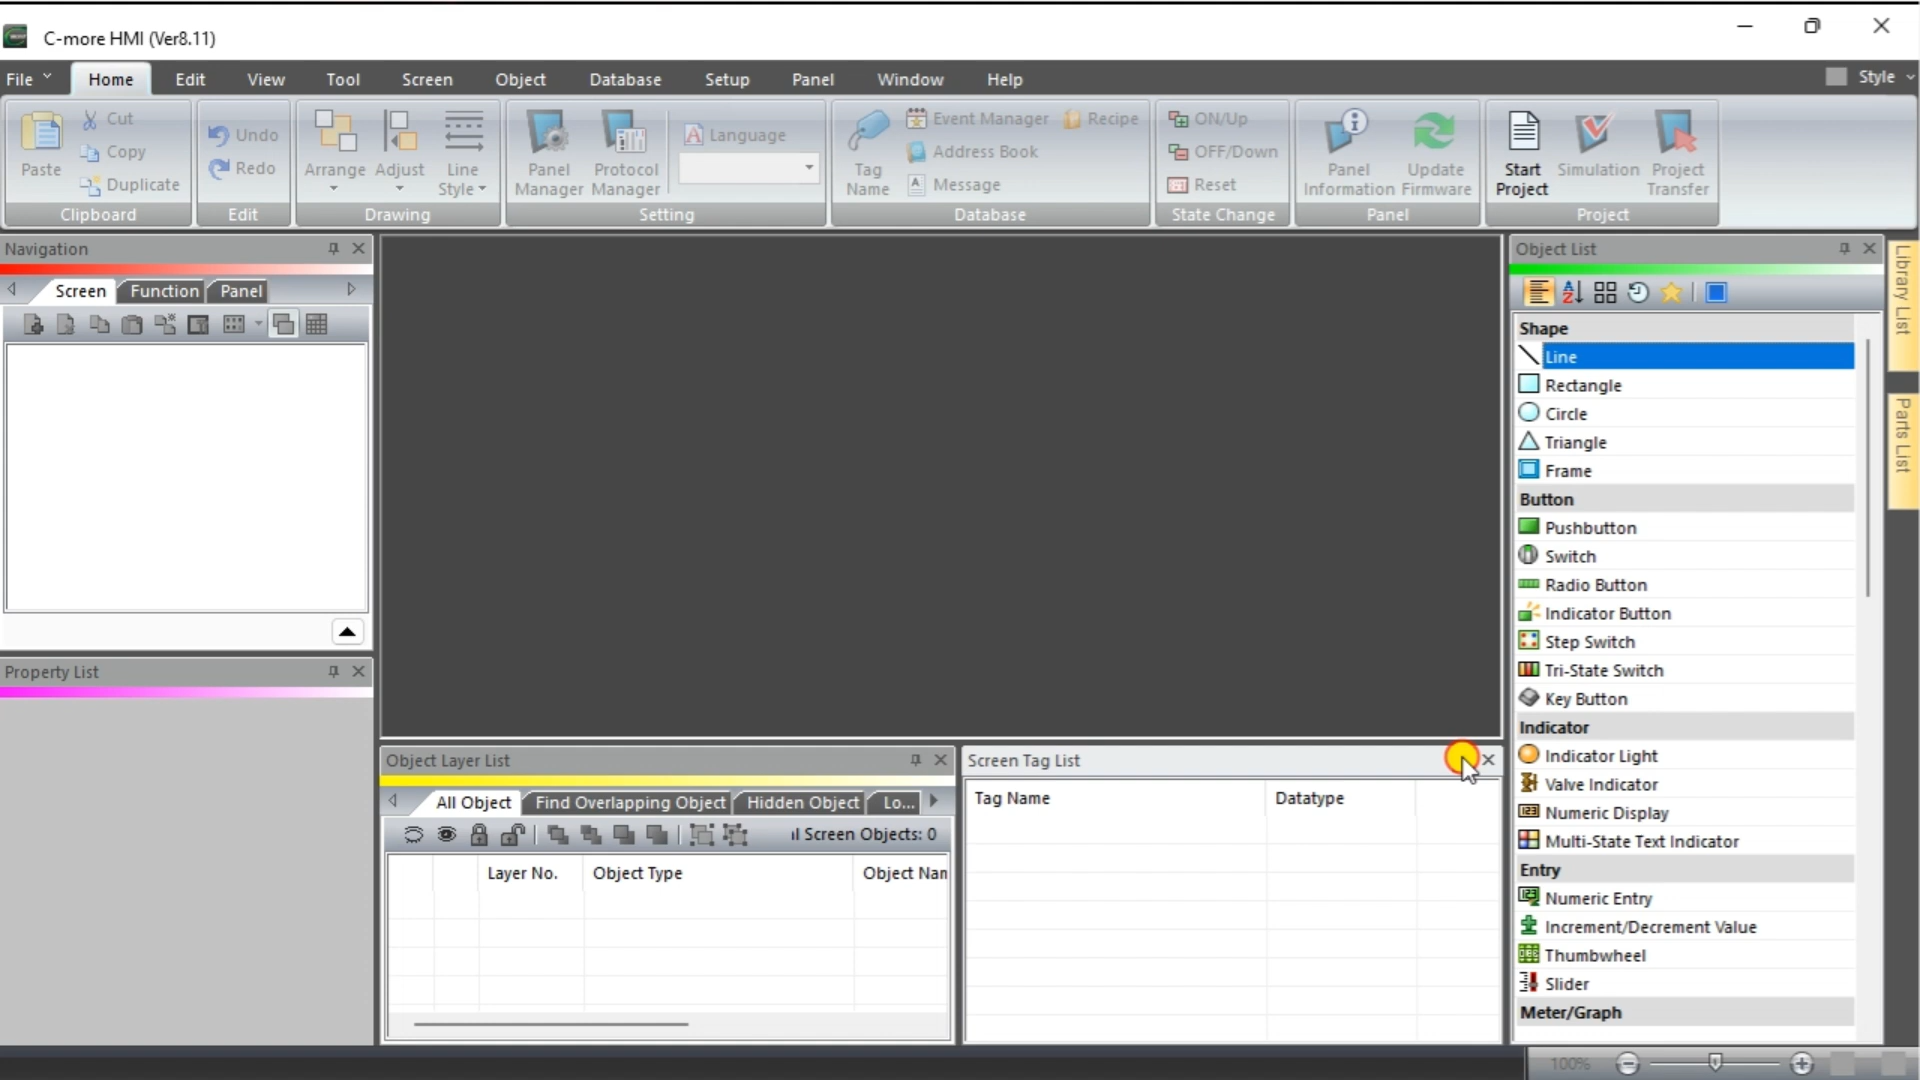 C-more HMI (Ver8.11)
File Home Edit View Tool Screen Object Database Setup Panel Window Help Style
Paste Cut Copy Duplicate Clipboard
Undo Redo Edit
Arrange Adjust Line Style Drawing
Panel Manager Protocol Manager Language Setting
Tag Name Event Manager Recipe Address Book Message Database
ON/Up OFF/Down Reset State Change
Panel Information Update Firmware Panel
Start Project Simulation Project Transfer Project
Navigation
Screen Function Panel
Property List
Object Layer List
All Object Find Overlapping Object Hidden Object Lo...
Screen Objects: 0
Layer No. Object Type Object Nan
Screen Tag List
Tag Name Datatype
Object List
Shape
Line
Rectangle
Circle
Triangle
Frame
Button
Pushbutton
Switch
Radio Button
Indicator Button
Step Switch
Tri-State Switch
Key Button
Indicator
Indicator Light
Valve Indicator
Numeric Display
Multi-State Text Indicator
Entry
Numeric Entry
Increment/Decrement Value
Thumbwheel
Slider
Meter/Graph
Library List
Parts List
100%